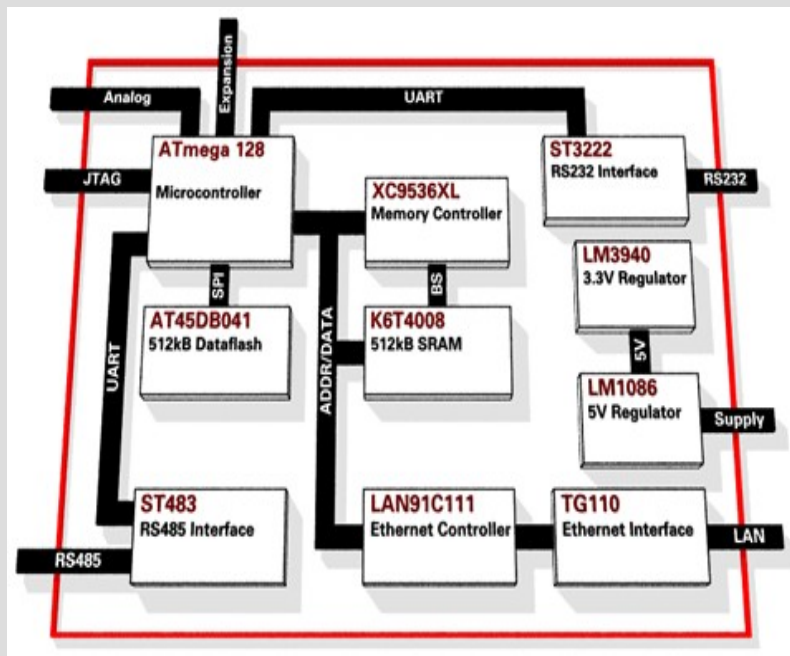 Expansion
Analog
UART
ATmega 128
Microcontroller
ST3222
RS232 Interface
JTAG
RS232
XC9536XL
Memory Controller
LM3940
3.3V Regulator
SPI
BS
AT45DB041
512kB Dataflash
K6T4008
512kB SRAM
UART
ADDR/DATA
5V
LM1086
5V Regulator
Supply
ST483
RS485 Interface
LAN91C111
Ethernet Controller
TG110
Ethernet Interface
LAN
RS485